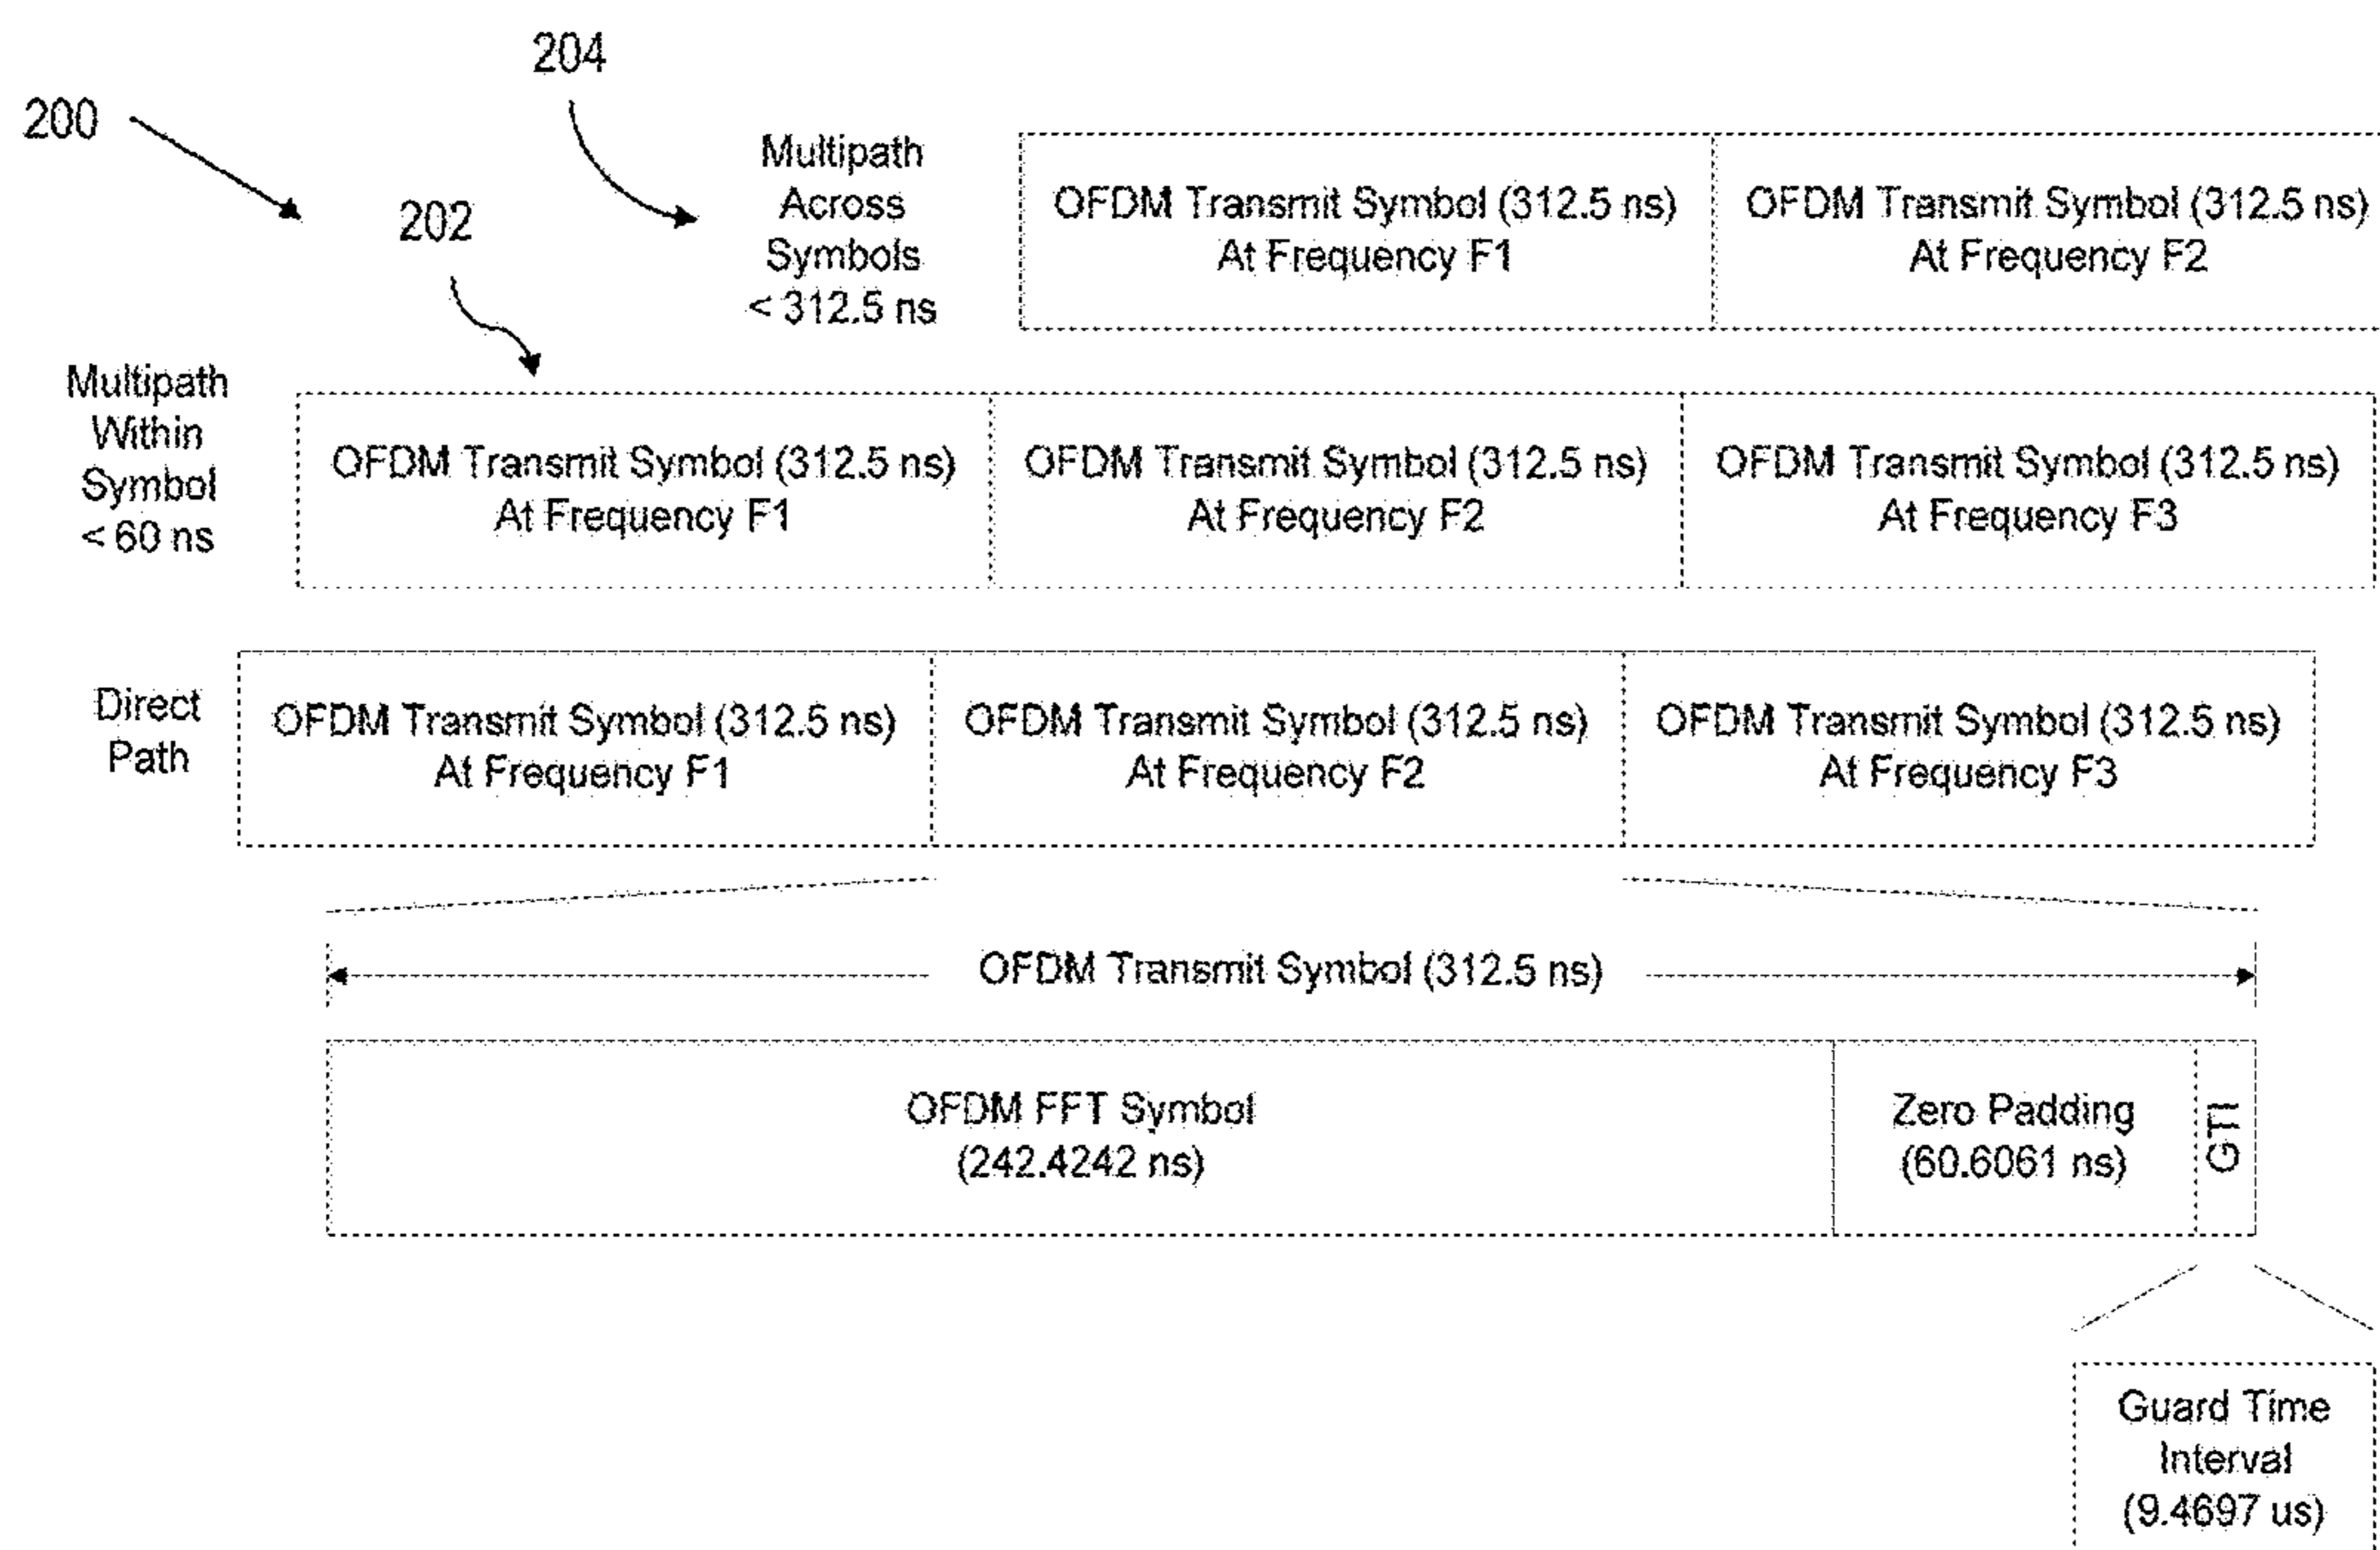 204
200
Multipath
Across
Symbols
< 312.5 ns
OFDM Transmit Symbol (312.5 ns)
At Frequency F1
OFDM Transmit Symbol (312.5 ns)
At Frequency F2
202
Multipath
Within
Symbol
< 60 ns
OFDM Transmit Symbol (312.5 ns)
At Frequency F1
OFDM Transmit Symbol (312.5 ns)
At Frequency F2
OFDM Transmit Symbol (312.5 ns)
At Frequency F3
Direct
Path
OFDM Transmit Symbol (312.5 ns)
At Frequency F1
OFDM Transmit Symbol (312.5 ns)
At Frequency F2
OFDM Transmit Symbol (312.5 ns)
At Frequency F3
OFDM Transmit Symbol (312.5 ns)
OFDM FFT Symbol
(242.4242 ns)
Zero Padding
(60.6061 ns)
GTI
Guard Time
Interval
(9.4697 us)